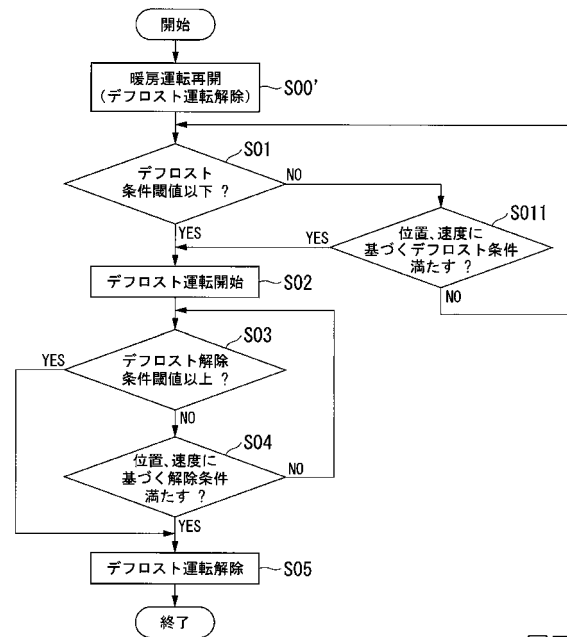 開始
暖房運転再開
(デフロスト運転解除)
S00'
S01
デフロスト
条件閾値以下 ?
NO
YES
S011
位置、速度に
基づくデフロスト条件
満たす ?
YES
NO
デフロスト運転開始
S02
S03
デフロスト解除
条件閾値以上 ?
YES
NO
S04
位置、速度に
基づく解除条件
満たす ?
NO
YES
デフロスト運転解除
S05
終了